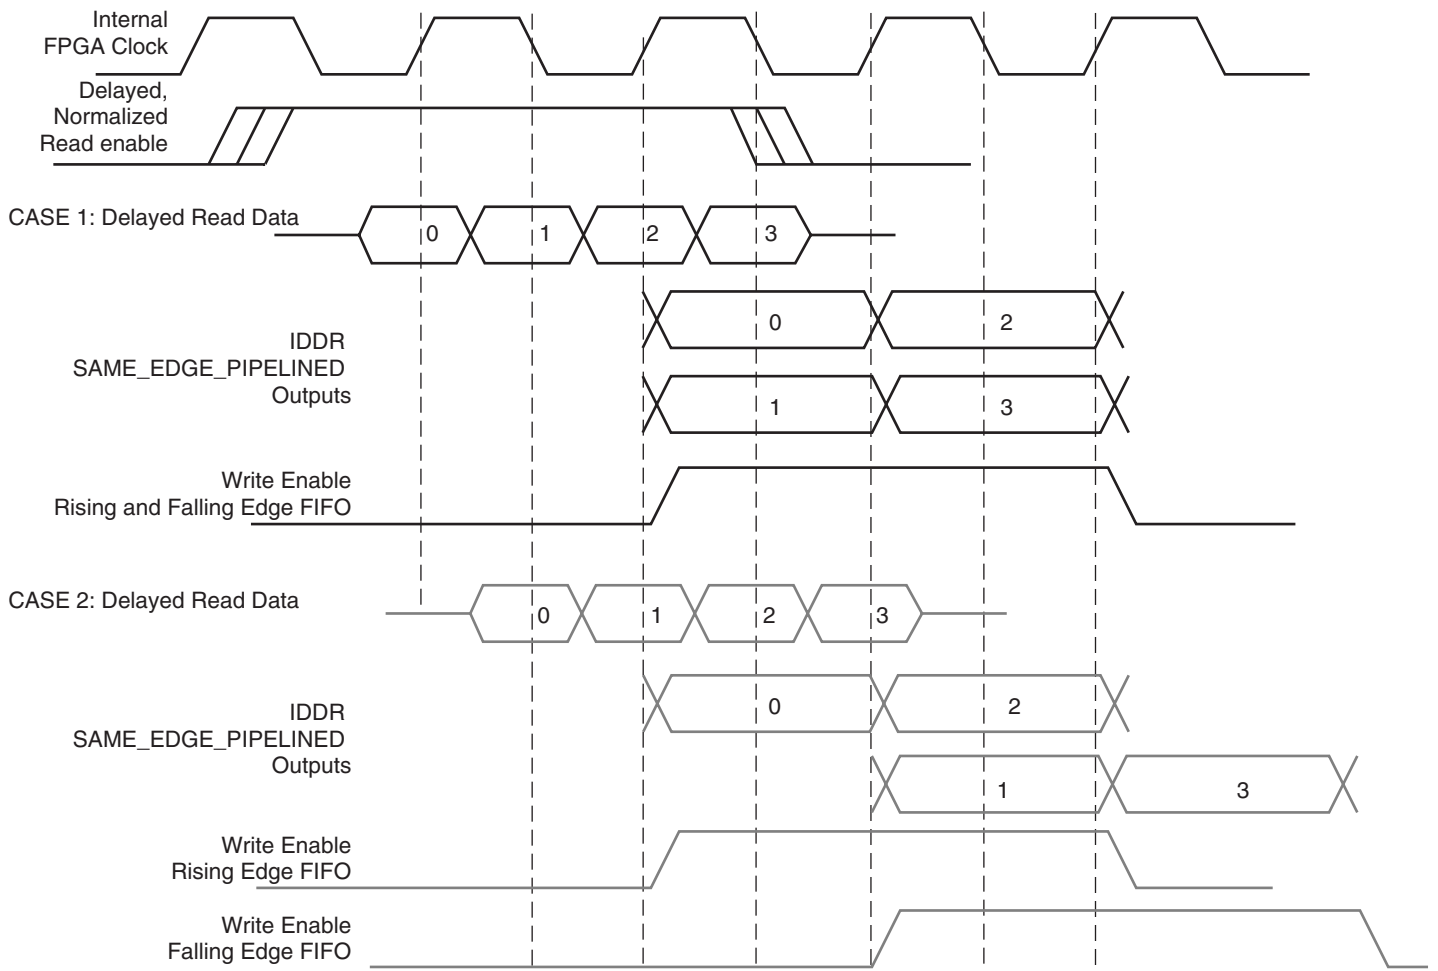 Internal
FPGA Clock
Delayed,
Normalized
Read enable
CASE 1: Delayed Read Data
0 1 2 3
0 2
IDDR
SAME_EDGE_PIPELINED
Outputs
1 3
Write Enable
Rising and Falling Edge FIFO
CASE 2: Delayed Read Data
0 1 2 3
0 2
IDDR
SAME_EDGE_PIPELINED
Outputs
1 3
Write Enable
Rising Edge FIFO
Write Enable
Falling Edge FIFO